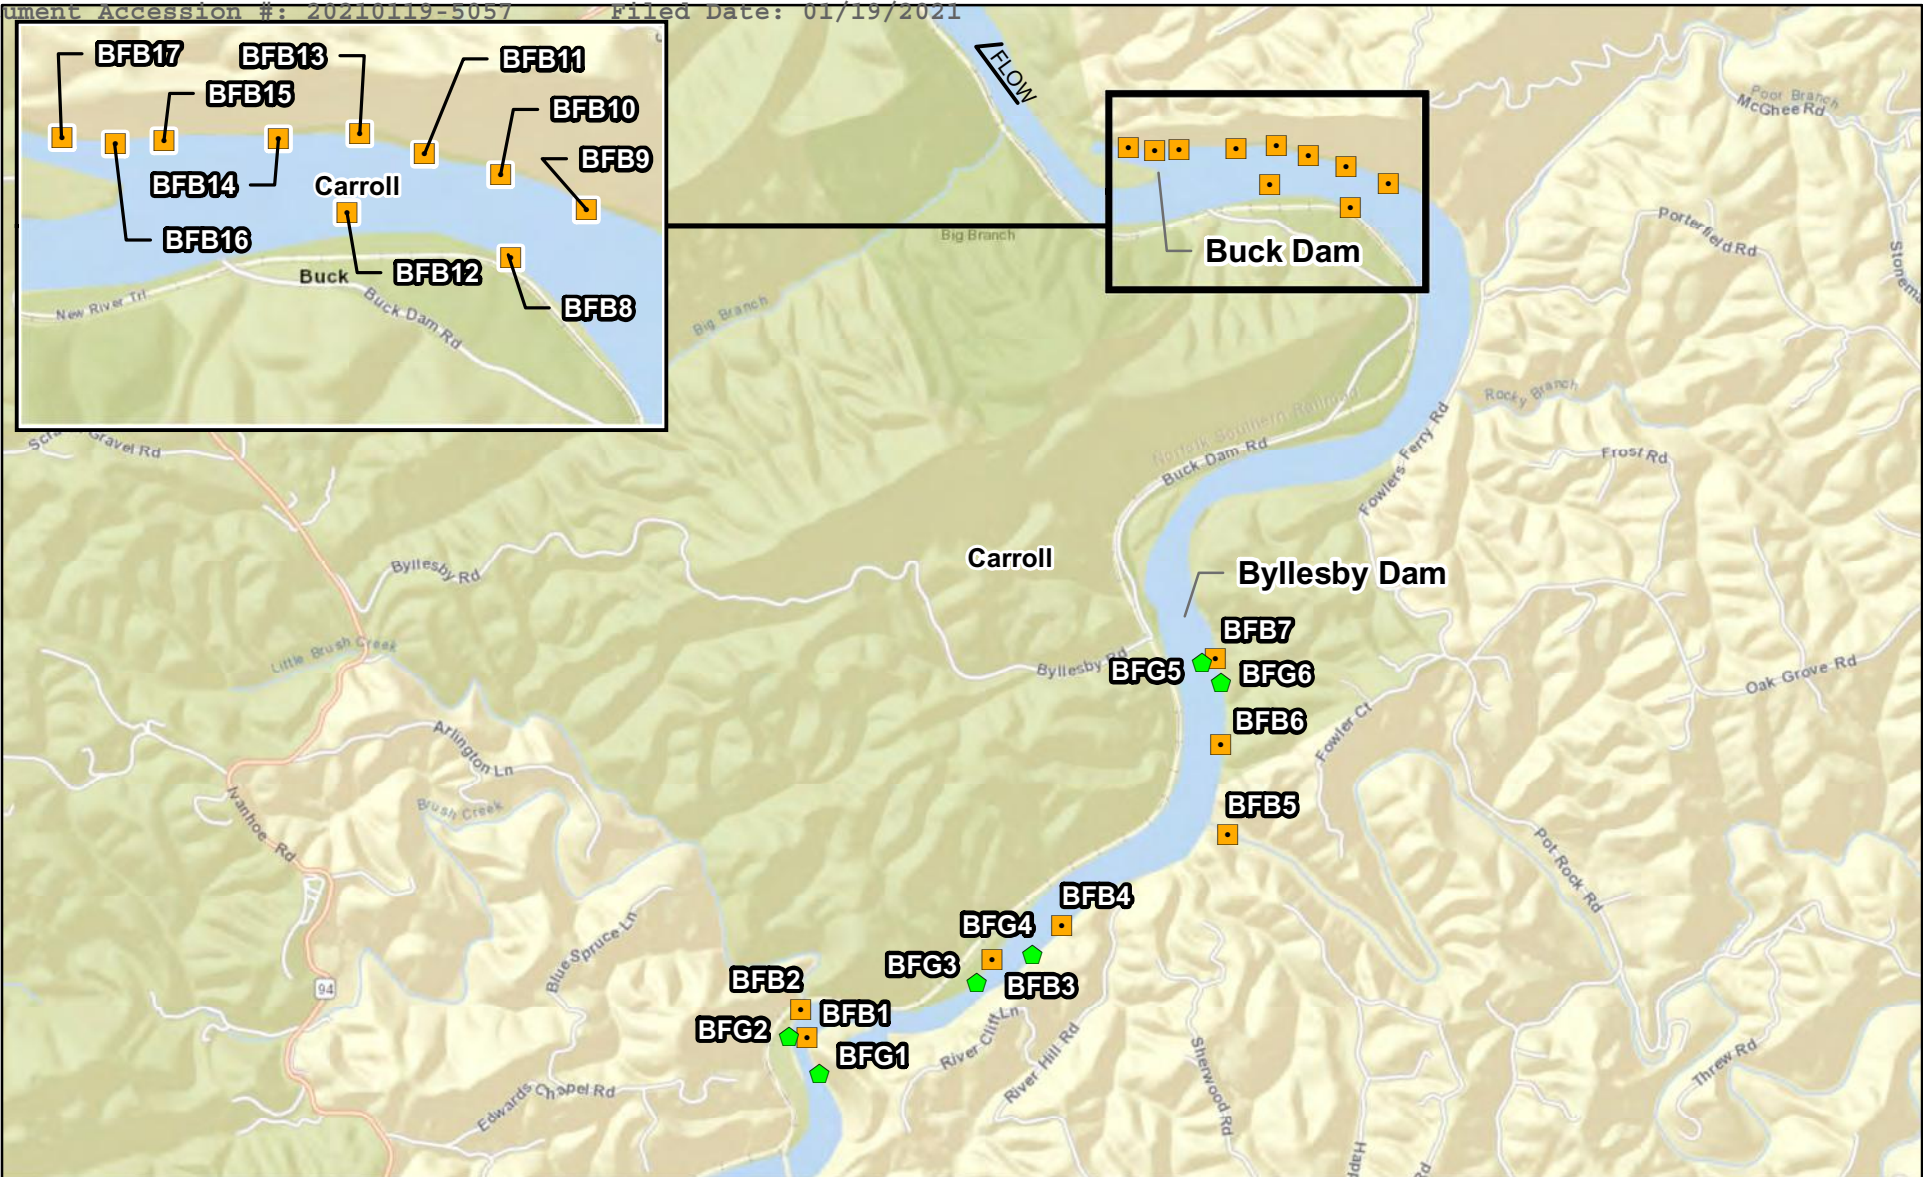 ument Accession #: 20210119-5057 Filed Date: 01/19/2021
BFB17
BFB13
BFB11
BFB15
BFB10
BFB9
BFB14
Carroll
BFB16
BFB12
Buck
BFB8
New River Trl
Buck Dam Rd
FLOW
Poor Branch
McGhee Rd
Porterfield Rd
Big Branch
Buck Dam
Big Branch
Rocky Branch
Norfolk Southern Railroad
Buck Dam Rd
Fowlers Ferry Rd
Frost Rd
Gravel Rd
Carroll
Byllesby Rd
Byllesby Dam
BFB7
Little Brush Creek
Byllesby Rd
BFG5
BFG6
Oak Grove Rd
BFB6
Fowler Ct
Arlington Ln
Brush Creek
Ivanhoe Rd
BFB5
Pot Rock Rd
BFB4
BFG4
Blue Spruce Ln
BFG3
BFB3
94
BFB2
BFB1
BFG2
BFG1
River Cliff Ln
River Hill Rd
Sherwood Rd
Threw Rd
Edwards Chapel Rd
Rd